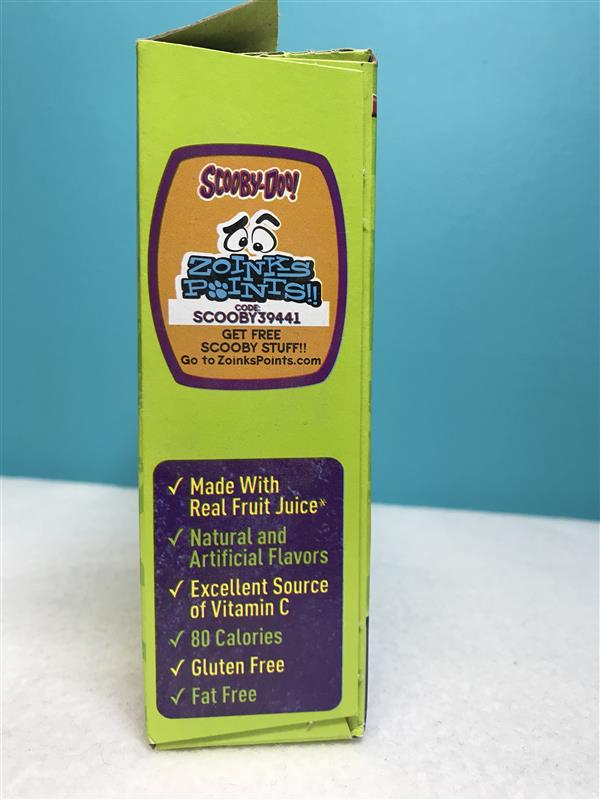 SCOOBY-DOO!
ZOINKS
POINTS!!
CODE:
SCOOBY39441
GET FREE
SCOOBY STUFF!!
Go to ZoinksPoints.com
✓ Made With
Real Fruit Juice*
✓ Natural and
Artificial Flavors
✓ Excellent Source
of Vitamin C
✓ 80 Calories
✓ Gluten Free
✓ Fat Free